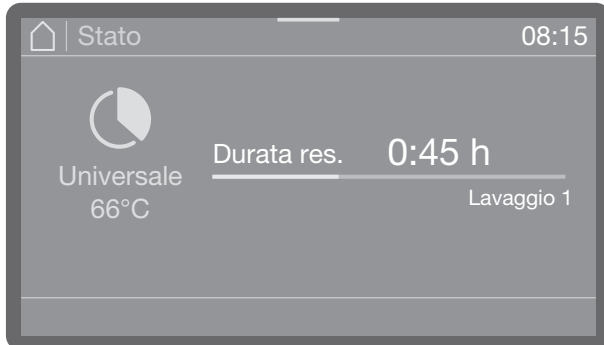 Stato 08:15
Durata res. 0:45 h
Universale
66°C
Lavaggio 1